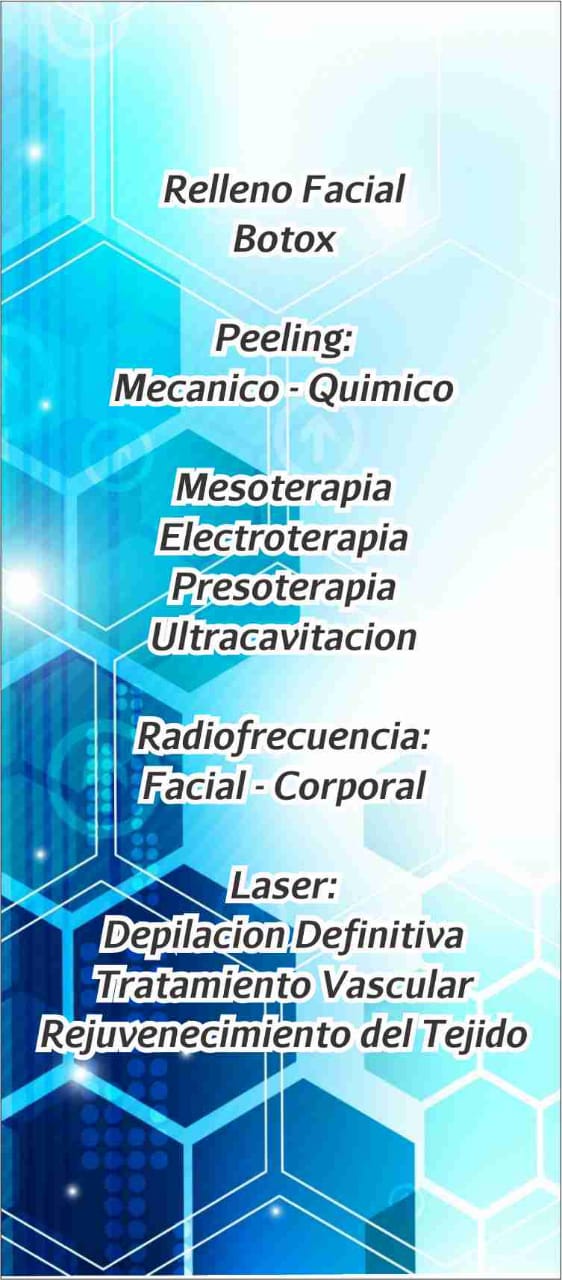 Relleno Facial
Botox
Peeling:
Mecanico - Quimico
Mesoterapia
Electroterapia
Presoterapia
Ultracavitacion
Radiofrecuencia:
Facial - Corporal
Laser:
Depilacion Definitiva
Tratamiento Vascular
Rejuvenecimiento del Tejido